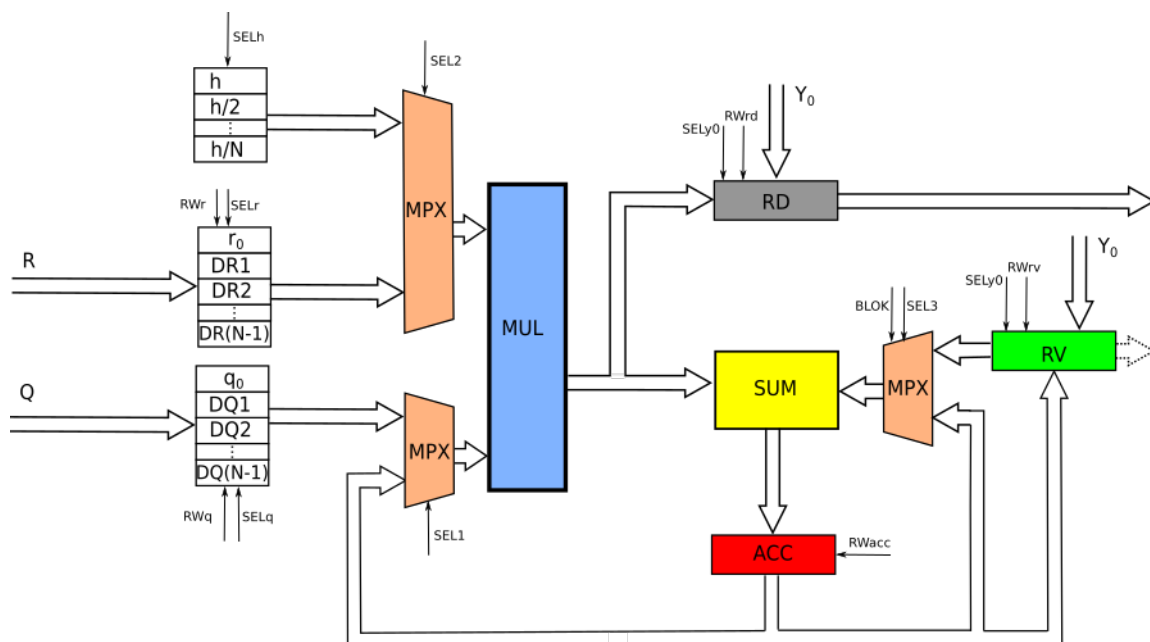 SELh
h
h/2
⋮
h/N
SEL2
MPX
RWr
SELr
r₀
DR1
DR2
⋮
DR(N-1)
R
Q
q₀
DQ1
DQ2
⋮
DQ(N-1)
RWq
SELq
MPX
SEL1
MUL
Y₀
SELy0
RWrd
RD
Y₀
SELy0
RWrv
RV
BLOK
SEL3
MPX
SUM
ACC
RWacc